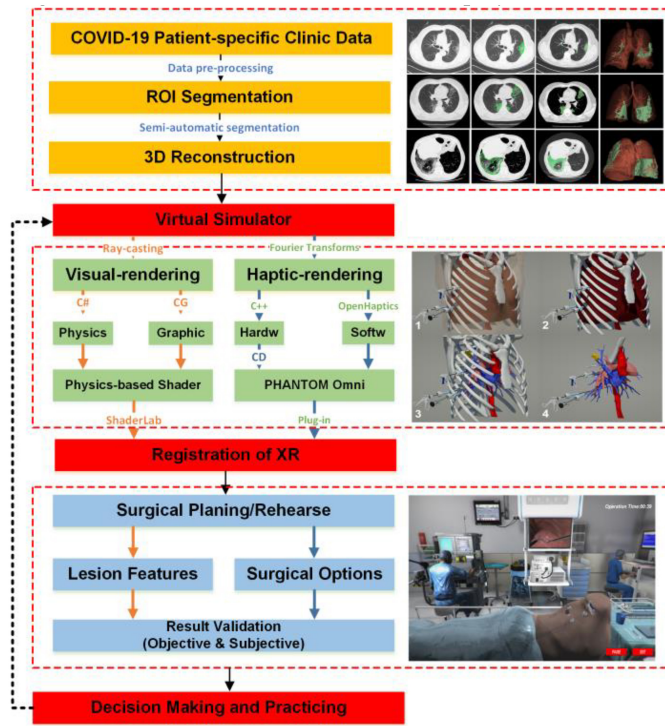 COVID-19 Patient-specific Clinic Data
Data pre-processing
ROI Segmentation
Semi-automatic segmentation
3D Reconstruction
Virtual Simulator
Ray-casting
Fourier Transforms
Visual-rendering
Haptic-rendering
C#
CG
C++
OpenHaptics
Physics
Graphic
Hardw
Softw
CD
Physics-based Shader
PHANTOM Omni
ShaderLab
Plug-in
1
2
3
4
Registration of XR
Surgical Planing/Rehearse
Lesion Features
Surgical Options
Result Validation
(Objective & Subjective)
Decision Making and Practicing